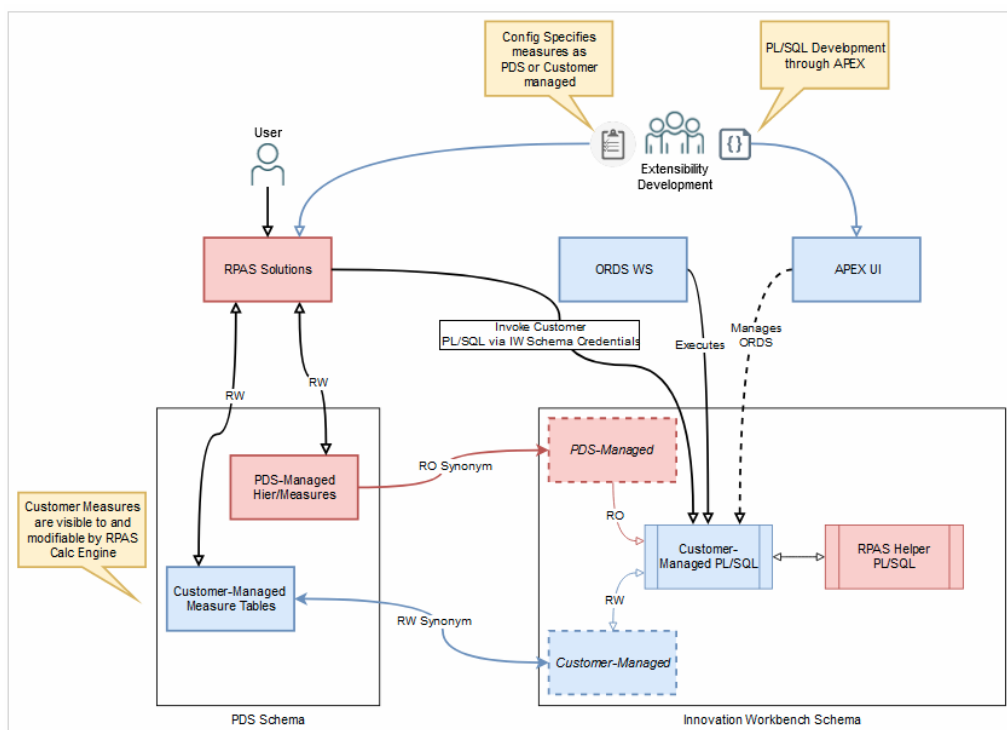 Config Specifies
measures as
PDS or Customer
managed
PL/SQL Development
through APEX
User
{}
Extensibility
Development
RPAS Solutions
ORDS WS
APEX UI
Invoke Customer
PL/SQL via IW Schema Credentials
Executes
Manages
ORDS
RW
RW
PDS-Managed
Hier/Measures
RO Synonym
PDS-Managed
RO
Customer Measures
are visible to and
modifiable by RPAS
Calc Engine
Customer-
Managed PL/SQL
RPAS Helper
PL/SQL
Customer-Managed
Measure Tables
RW
RW Synonym
Customer-Managed
PDS Schema
Innovation Workbench Schema